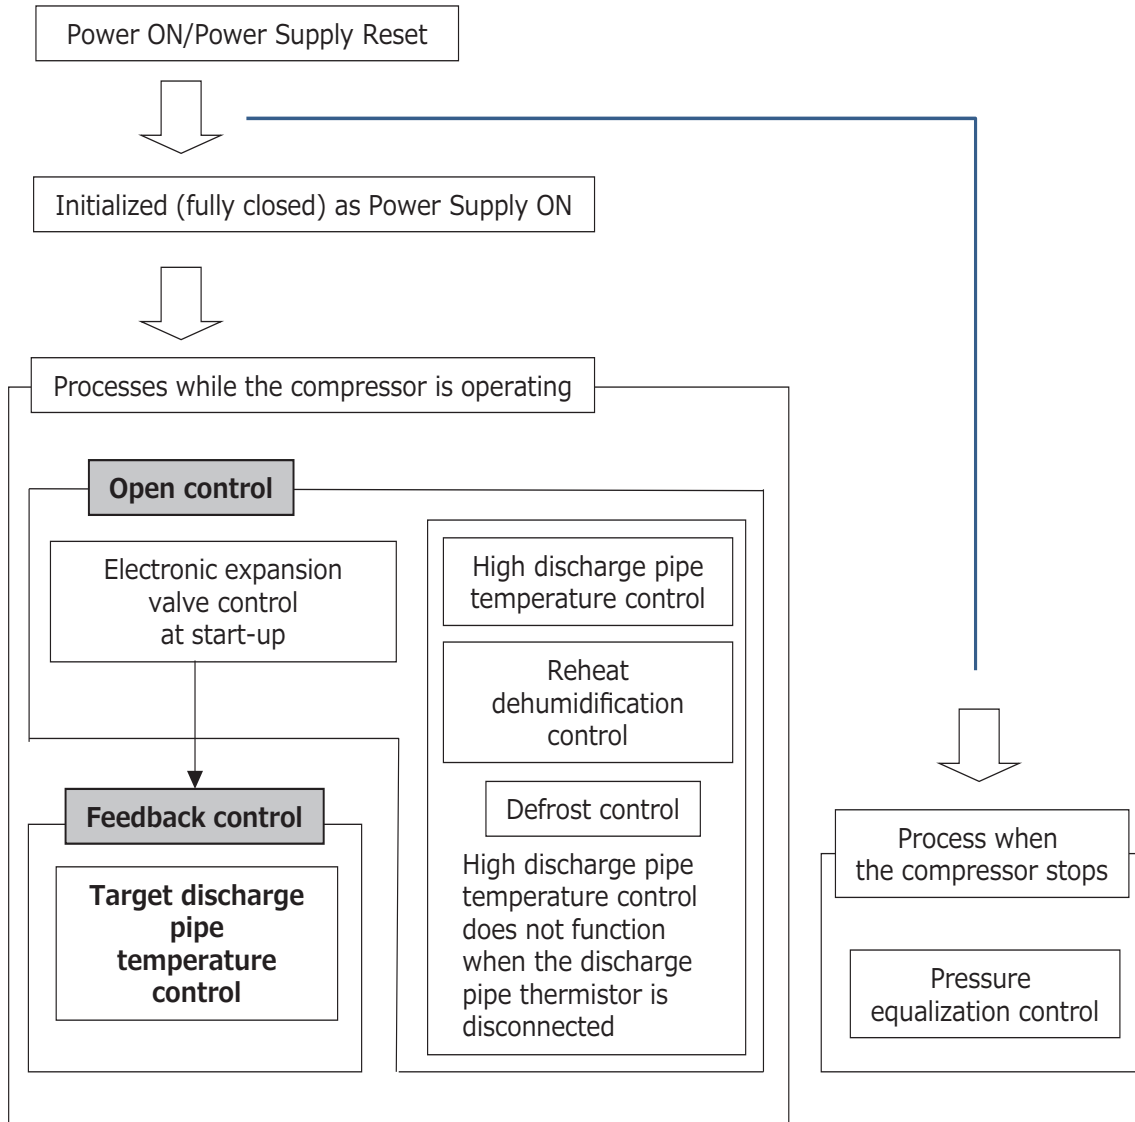 Power ON/Power Supply Reset
Initialized (fully closed) as Power Supply ON
Processes while the compressor is operating
Open control
Electronic expansion
valve control
at start-up
High discharge pipe
temperature control
Reheat
dehumidification
control
Defrost control
High discharge pipe
temperature control
does not function
when the discharge
pipe thermistor is
disconnected
Feedback control
Target discharge
pipe
temperature
control
Process when
the compressor stops
Pressure
equalization control